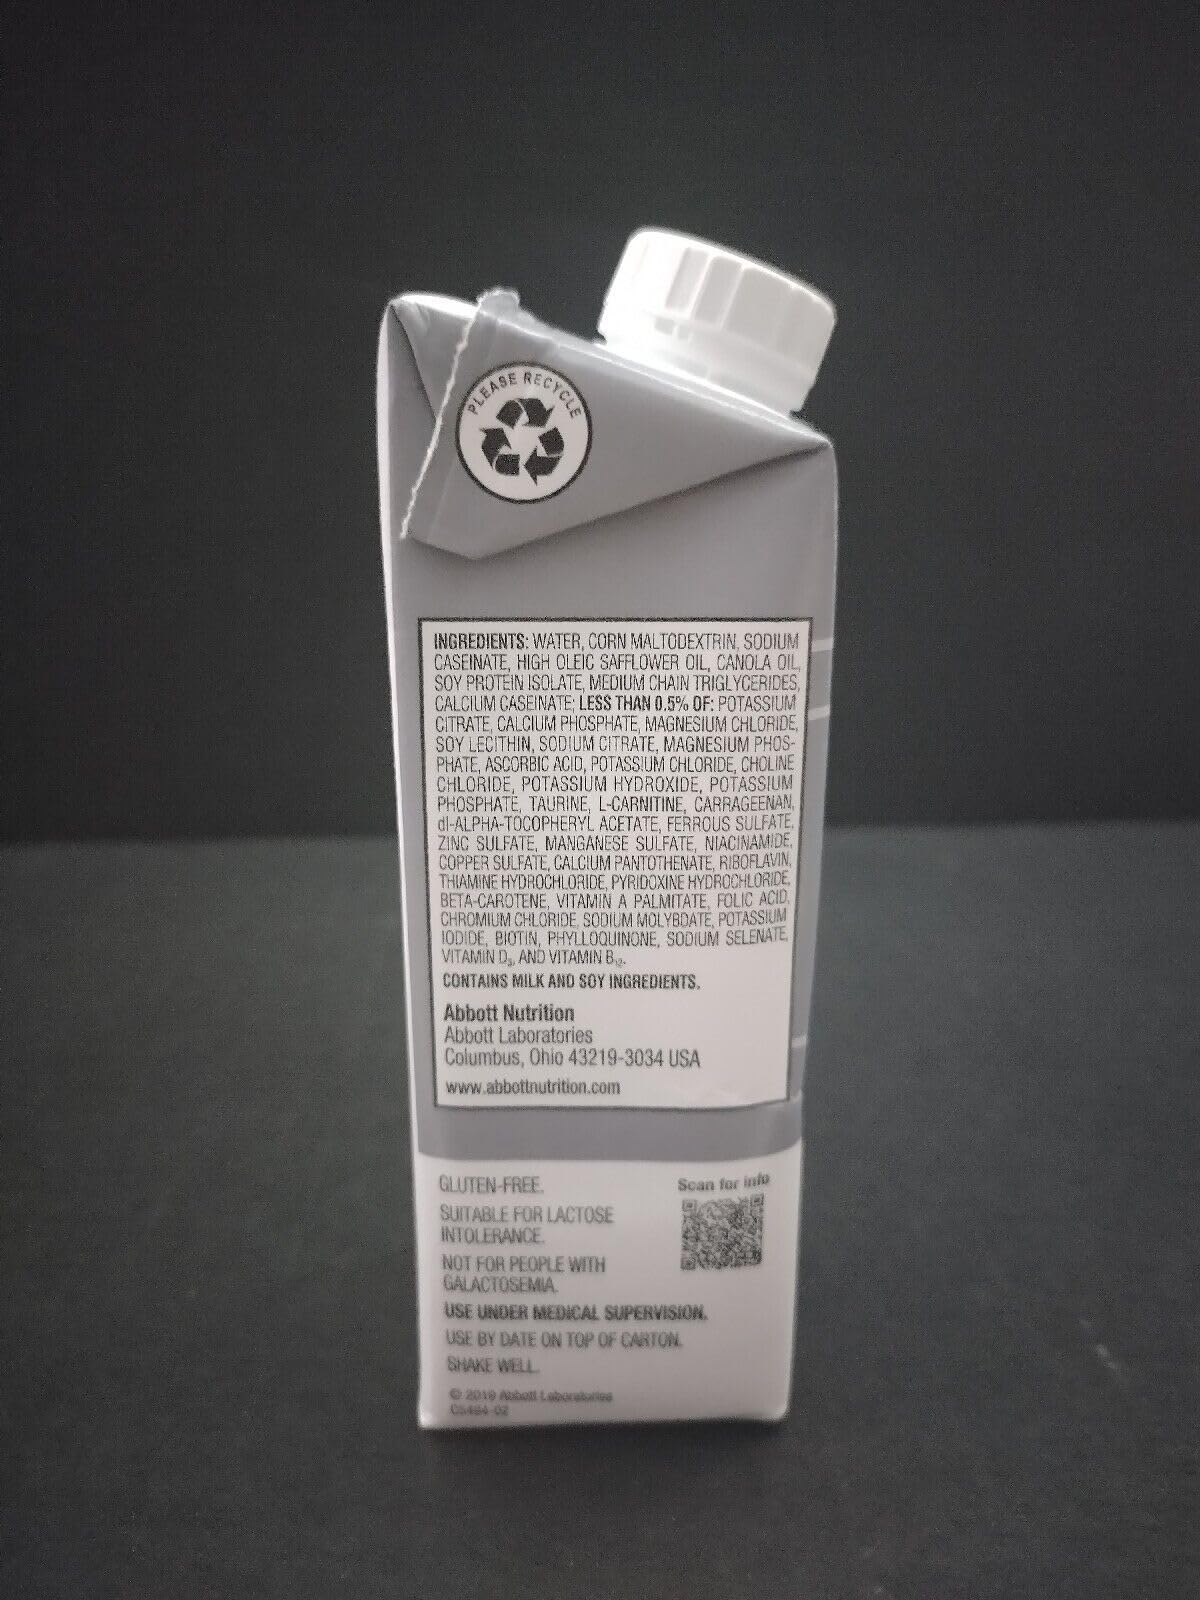 PLEASE RECYCLE
INGREDIENTS: WATER, CORN MALTODEXTRIN, SODIUM
CASEINATE, HIGH OLEIC SAFFLOWER OIL, CANOLA OIL,
SOY PROTEIN ISOLATE, MEDIUM CHAIN TRIGLYCERIDES,
CALCIUM CASEINATE; LESS THAN 0.5% OF: POTASSIUM
CITRATE, CALCIUM PHOSPHATE, MAGNESIUM CHLORIDE,
SOY LECITHIN, SODIUM CITRATE, MAGNESIUM PHOS-
PHATE, ASCORBIC ACID, POTASSIUM CHLORIDE, CHOLINE
CHLORIDE, POTASSIUM HYDROXIDE, POTASSIUM
PHOSPHATE, TAURINE, L-CARNITINE, CARRAGEENAN,
dl-ALPHA-TOCOPHERYL ACETATE, FERROUS SULFATE,
ZINC SULFATE, MANGANESE SULFATE, NIACINAMIDE,
COPPER SULFATE, CALCIUM PANTOTHENATE, RIBOFLAVIN,
THIAMINE HYDROCHLORIDE, PYRIDOXINE HYDROCHLORIDE,
BETA-CAROTENE, VITAMIN A PALMITATE, FOLIC ACID,
CHROMIUM CHLORIDE, SODIUM MOLYBDATE, POTASSIUM
IODIDE, BIOTIN, PHYLLOQUINONE, SODIUM SELENATE,
VITAMIN D₃, AND VITAMIN B₁₂.
CONTAINS MILK AND SOY INGREDIENTS.
Abbott Nutrition
Abbott Laboratories
Columbus, Ohio 43219-3034 USA
www.abbottnutrition.com
GLUTEN-FREE.
Scan for info
SUITABLE FOR LACTOSE
INTOLERANCE.
NOT FOR PEOPLE WITH
GALACTOSEMIA.
USE UNDER MEDICAL SUPERVISION.
USE BY DATE ON TOP OF CARTON.
SHAKE WELL.
© 2019 Abbott Laboratories
C5484-02